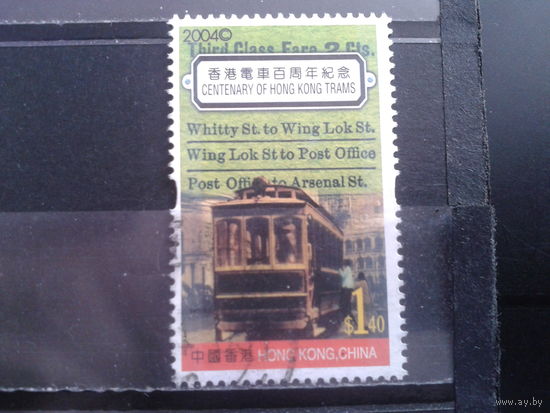 2004©
Third Class Fare 2 Cts.
香港電車百周年紀念
CENTENARY OF HONG KONG TRAMS
Whitty St. to Wing Lok St.
Wing Lok St to Post Office
Post Office to Arsenal St.
$1.40
中國香港 HONG KONG, CHINA
www.ay.by